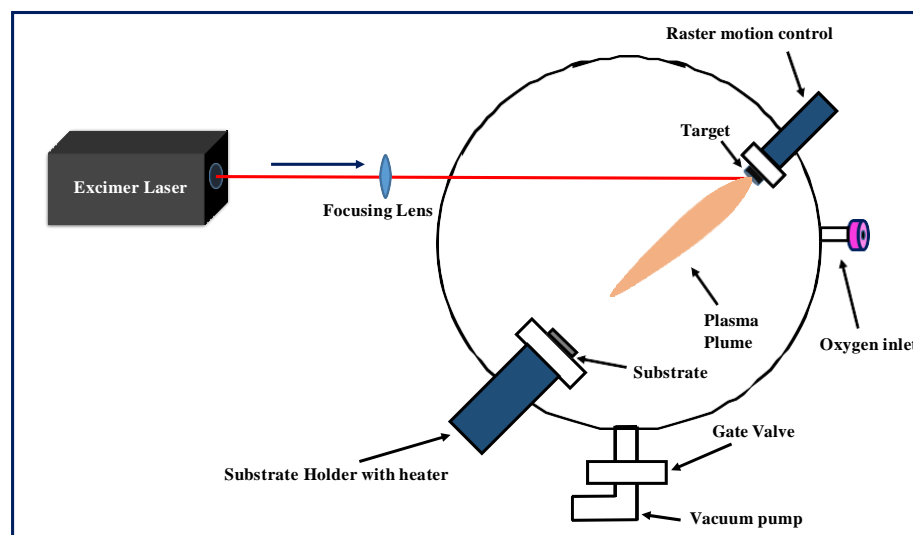 Raster motion control
Target
Excimer Laser
Focusing Lens
Plasma
Plume
Oxygen inlet
Substrate
Gate Valve
Substrate Holder with heater
Vacuum pump